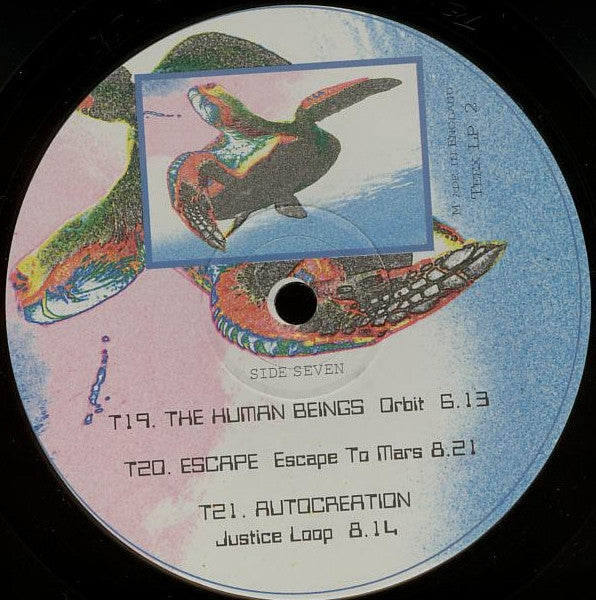 Made in England
Thex LP 2
SIDE SEVEN
T19. THE HUMAN BEINGS Orbit 6.13
T20. ESCAPE Escape To Mars 8.21
T21. AUTOCREATION
Justice Loop 8.14